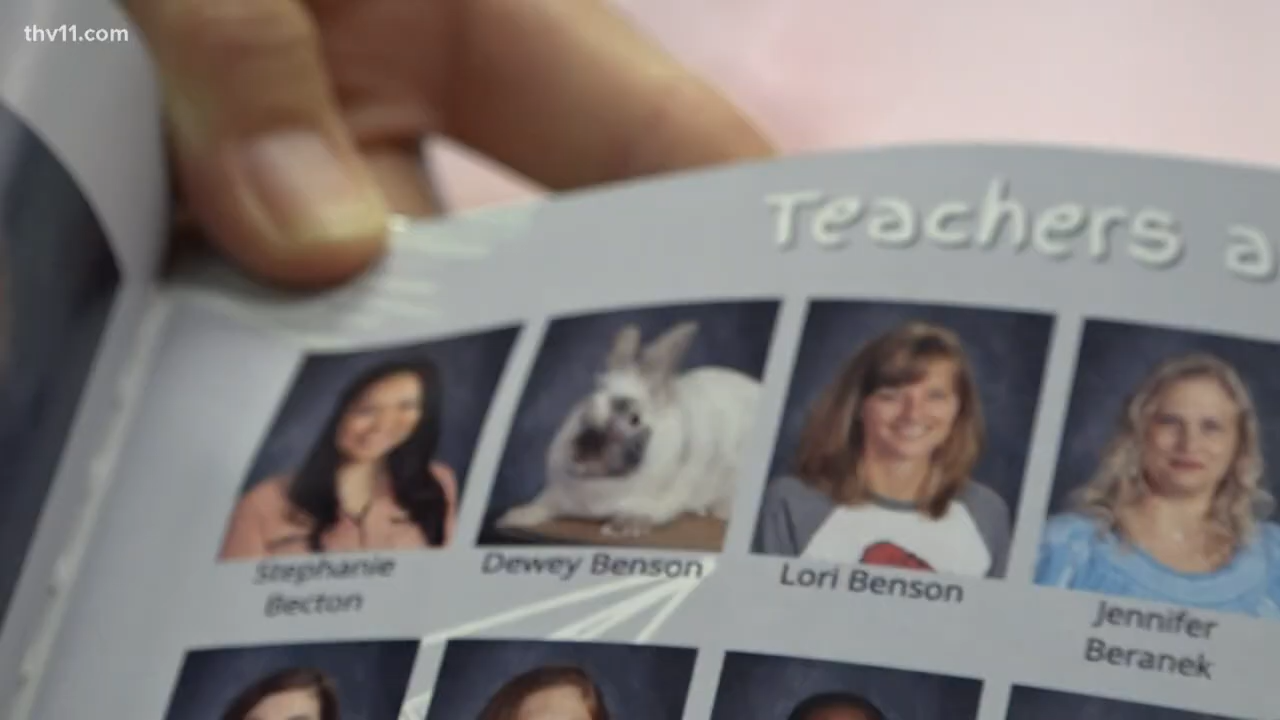 thv11.com
Teachers a
Stephanie
Becton
Dewey Benson
Lori Benson
Jennifer
Beranek